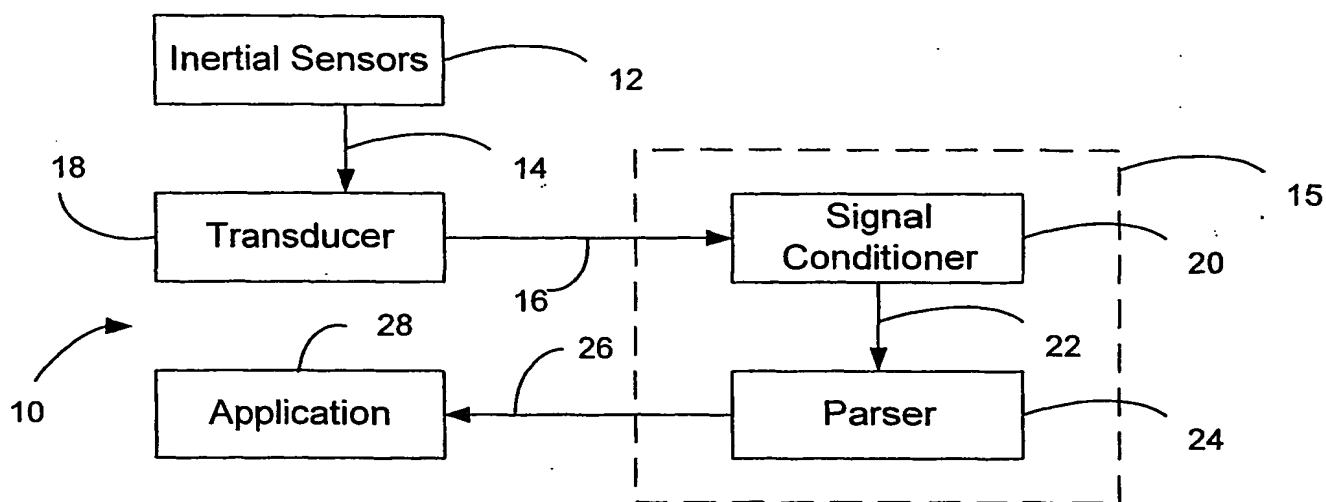 Inertial Sensors
12
14
18
15
Transducer
Signal
Conditioner
20
16
22
28
26
10
Application
Parser
24